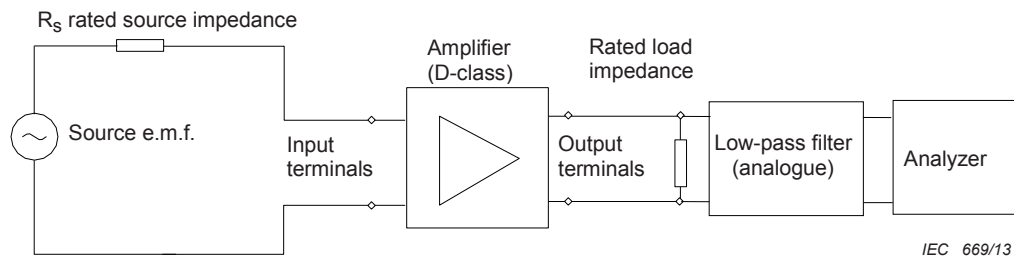 Rs rated source impedance
Source e.m.f.
Input
terminals
Amplifier
(D-class)
Rated load
impedance
Output
terminals
Low-pass filter
(analogue)
Analyzer
IEC 669/13